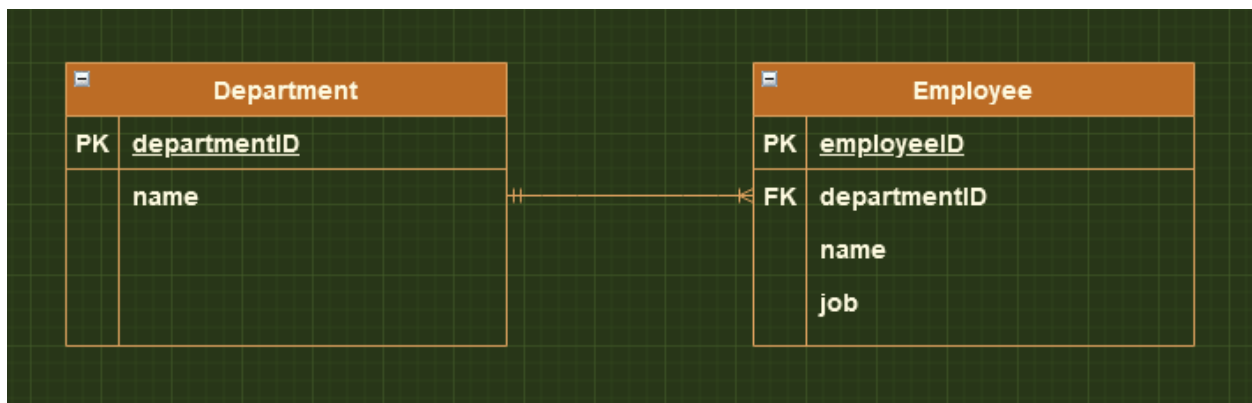 Department
PK departmentID
name
Employee
PK employeeID
FK departmentID
name
job